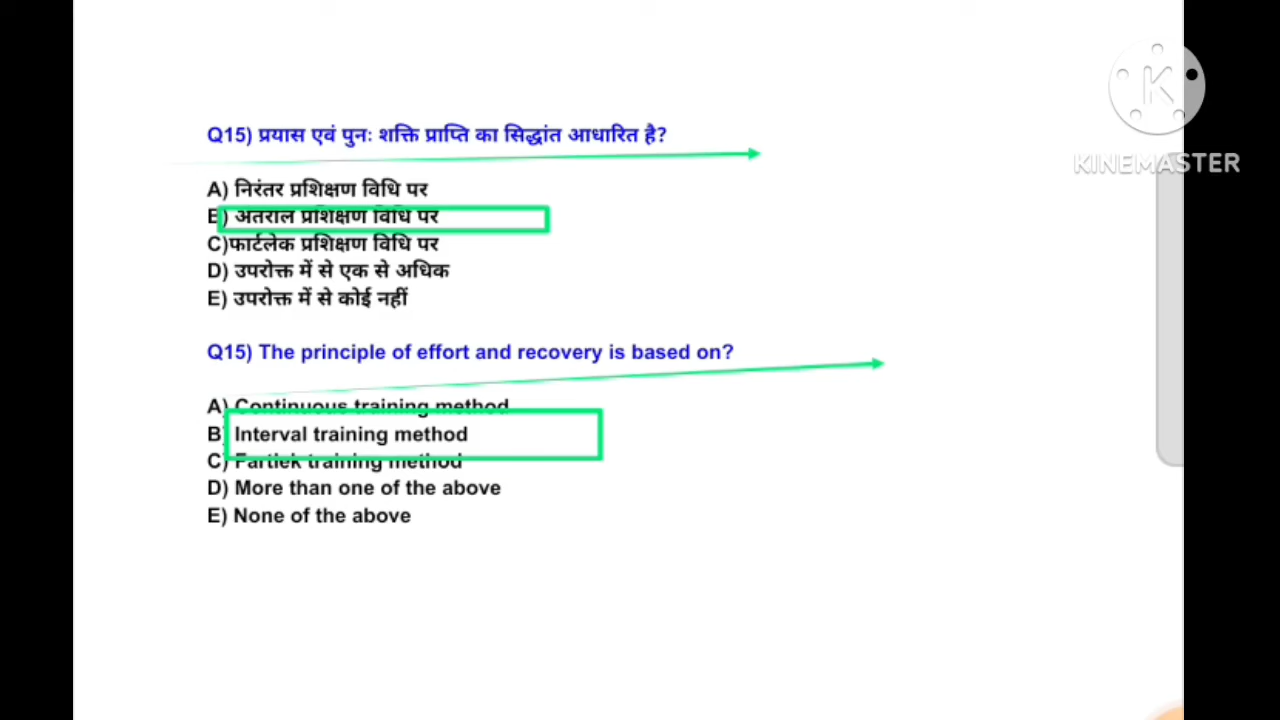 Q15) प्रयास एवं पुनः शक्ति प्राप्ति का सिद्धांत आधारित है?
A) निरंतर प्रशिक्षण विधि पर
B) अंतराल प्रशिक्षण विधि पर
C)फार्टलेक प्रशिक्षण विधि पर
D) उपरोक्त में से एक से अधिक
E) उपरोक्त में से कोई नहीं
Q15) The principle of effort and recovery is based on?
A) Continuous training method
B) Interval training method
C) Fartlek training method
D) More than one of the above
E) None of the above
K
KINEMASTER